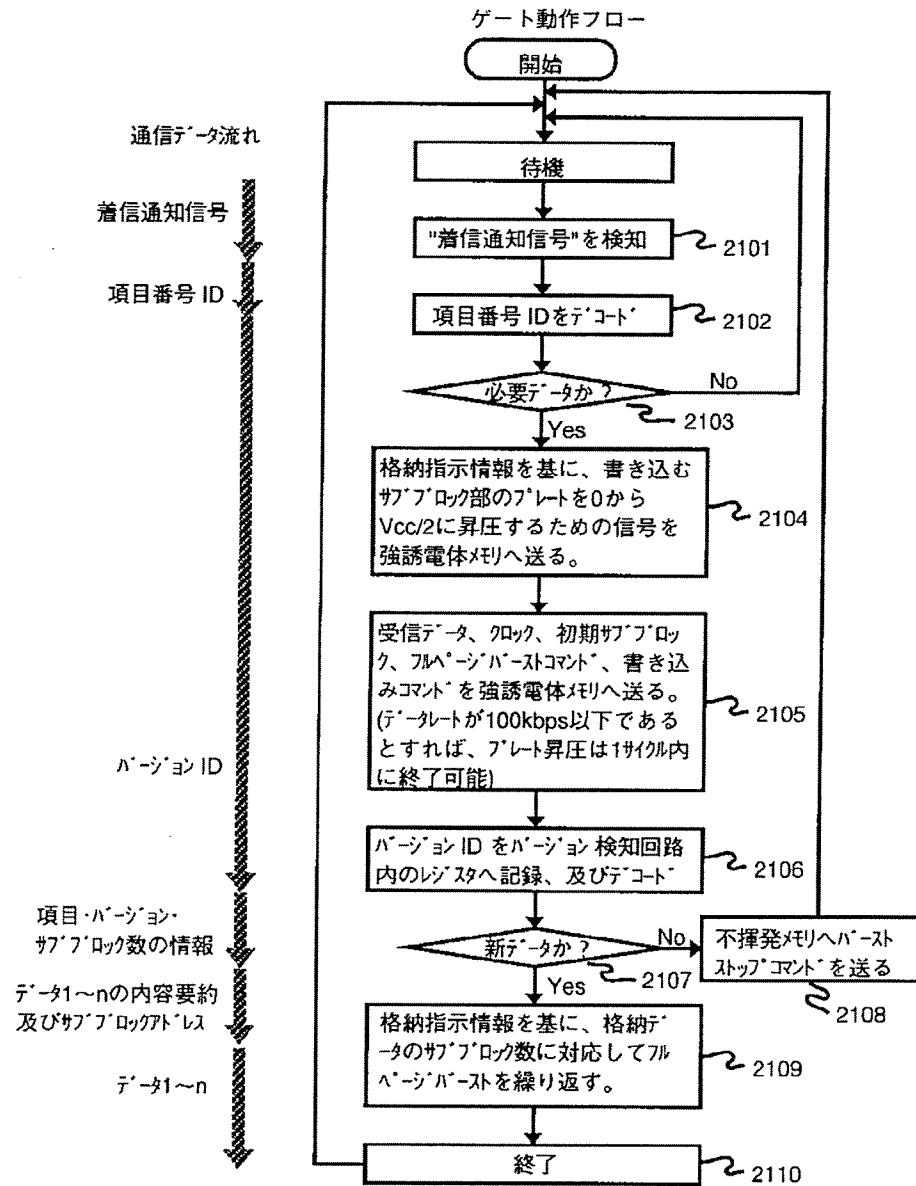 ゲート動作フロー
開始
通信データ流れ
待機
着信通知信号
"着信通知信号"を検知
2101
項目番号 ID
項目番号 IDをデコード
2102
必要データか?
No
2103
Yes
格納指示情報を基に、書き込む
サブブロック部のプレートを0から
Vcc/2に昇圧するための信号を
強誘電体メモリへ送る。
2104
受信データ、クロック、初期サブブロッ
ク、フルページバーストコマンド、書き込
みコマンドを強誘電体メモリへ送る。
(データレートが100kbps以下である
とすれば、プレート昇圧は1サイクル内
に終了可能)
2105
バージョン ID
バージョン ID をバージョン検知回路
内のレジスタへ記録、及びデコード
2106
項目・バージョン・
サブブロック数の情報
新データか?
No
2107
Yes
不揮発メモリへバースト
ストップコマンドを送る
2108
データ1~nの内容要約
及びサブブロックアドレス
格納指示情報を基に、格納デ
ータのサブブロック数に対応してフル
ページバーストを繰り返す。
2109
データ1~n
終了
2110